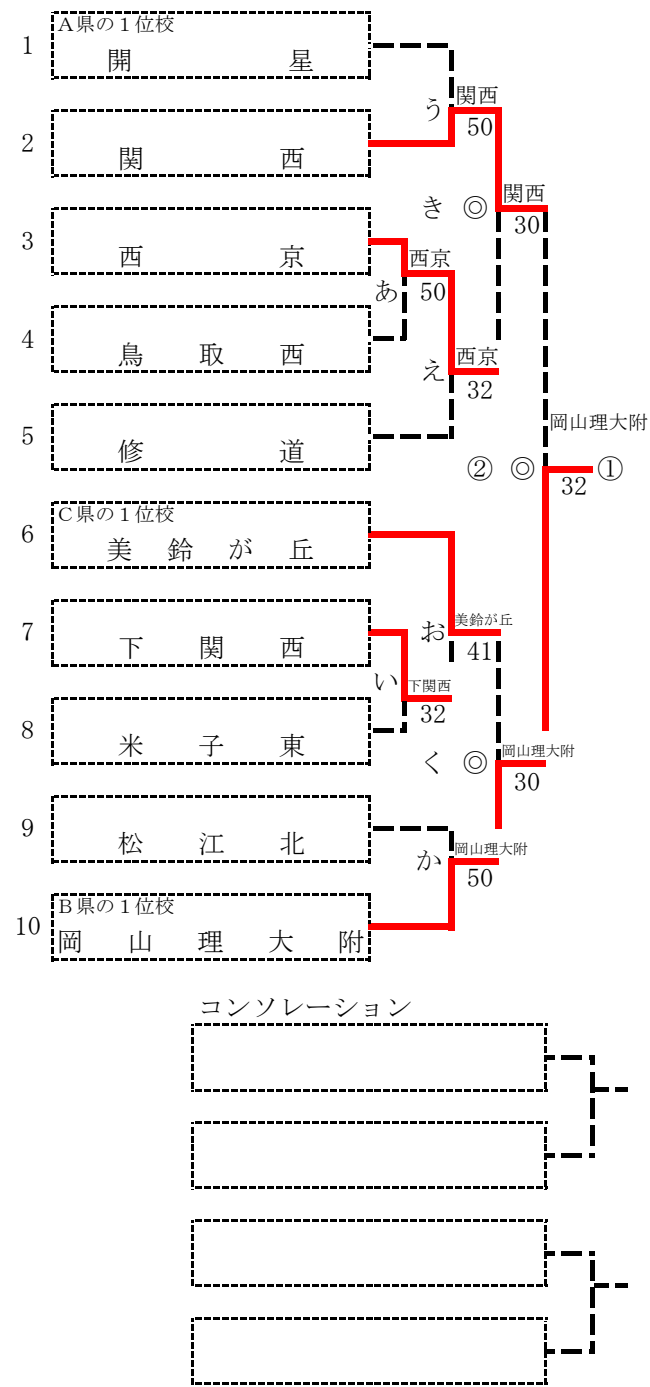 1
A県の1位校
開星
2
関西
う
関西
50
き ◎
関西
30
3
西京
あ
西京
50
4
鳥取西
え
西京
32
5
修道
岡山理大附
② ◎
32
①
6
C県の1位校
美鈴が丘
7
下関西
お
美鈴が丘
41
い
下関西
32
8
米子東
く ◎
岡山理大附
30
9
松江北
か
岡山理大附
50
10
B県の1位校
岡山理大附
コンソレーション